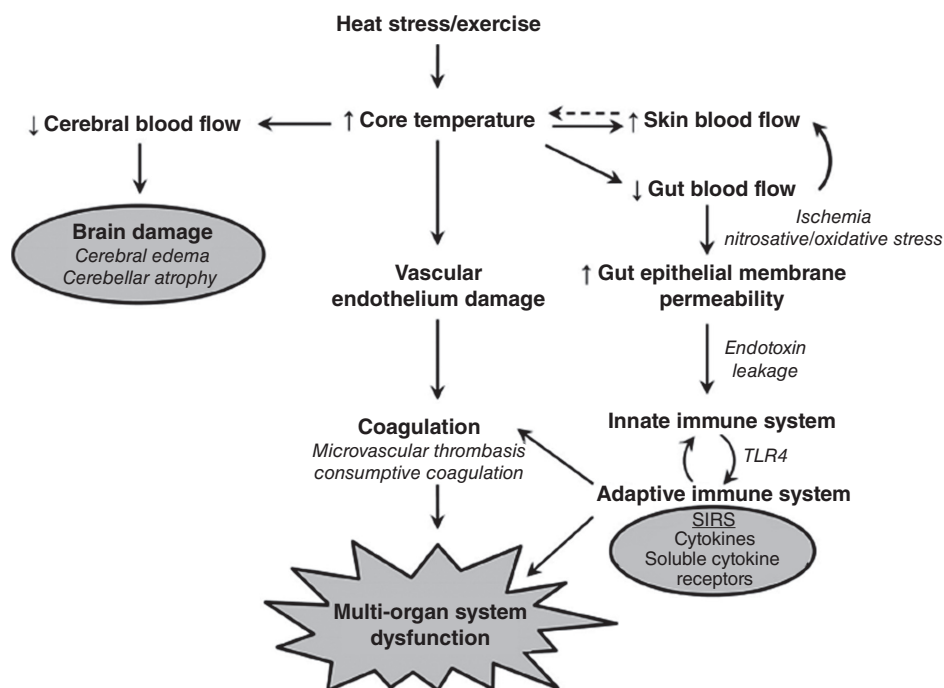 Heat stress/exercise
↓ Cerebral blood flow
↑ Core temperature
↑ Skin blood flow
↓ Gut blood flow
Ischemia
nitrosative/oxidative stress
Brain damage
Cerebral edema
Cerebellar atrophy
Vascular
endothelium damage
↑ Gut epithelial membrane
permeability
Endotoxin
leakage
Coagulation
Microvascular thrombasis
consumptive coagulation
Innate immune system
TLR4
Adaptive immune system
SIRS
Cytokines
Soluble cytokine
receptors
Multi-organ system
dysfunction